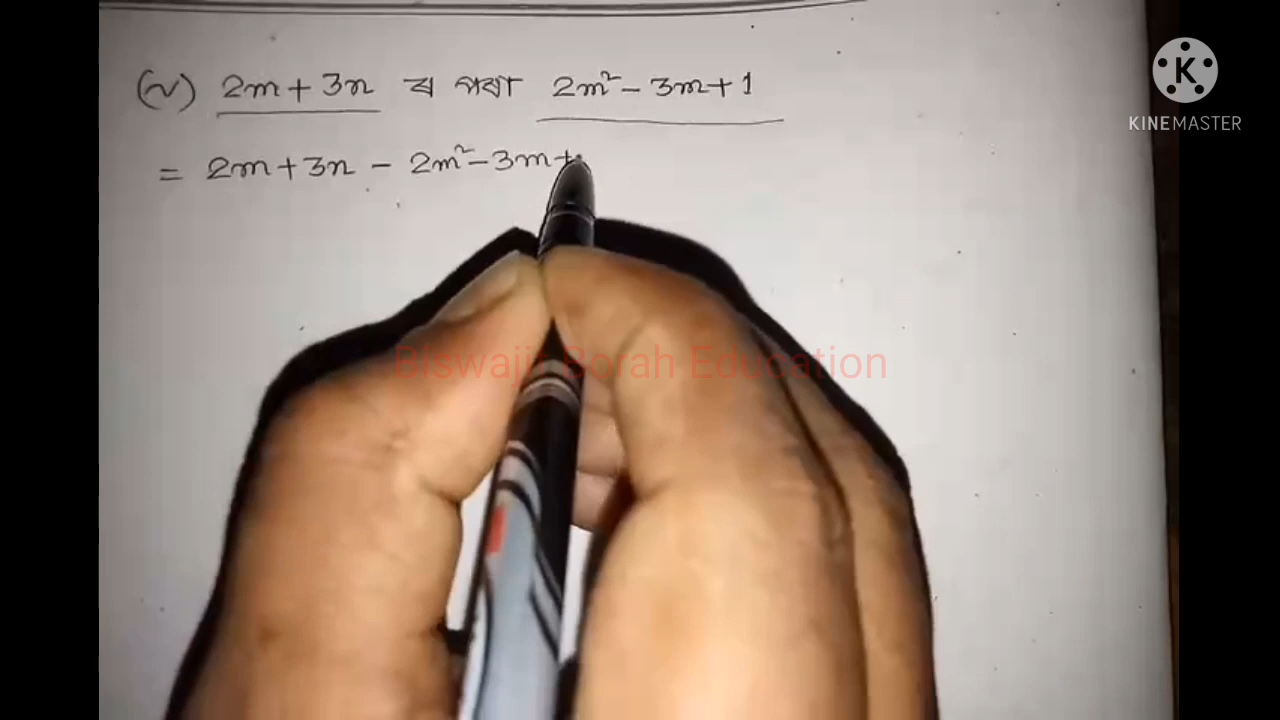 (v) 2m + 3n ৰ পৰা 2m² - 3m + 1
= 2m + 3n - 2m² - 3m +
K
KINEMASTER
Biswajit Borah Education